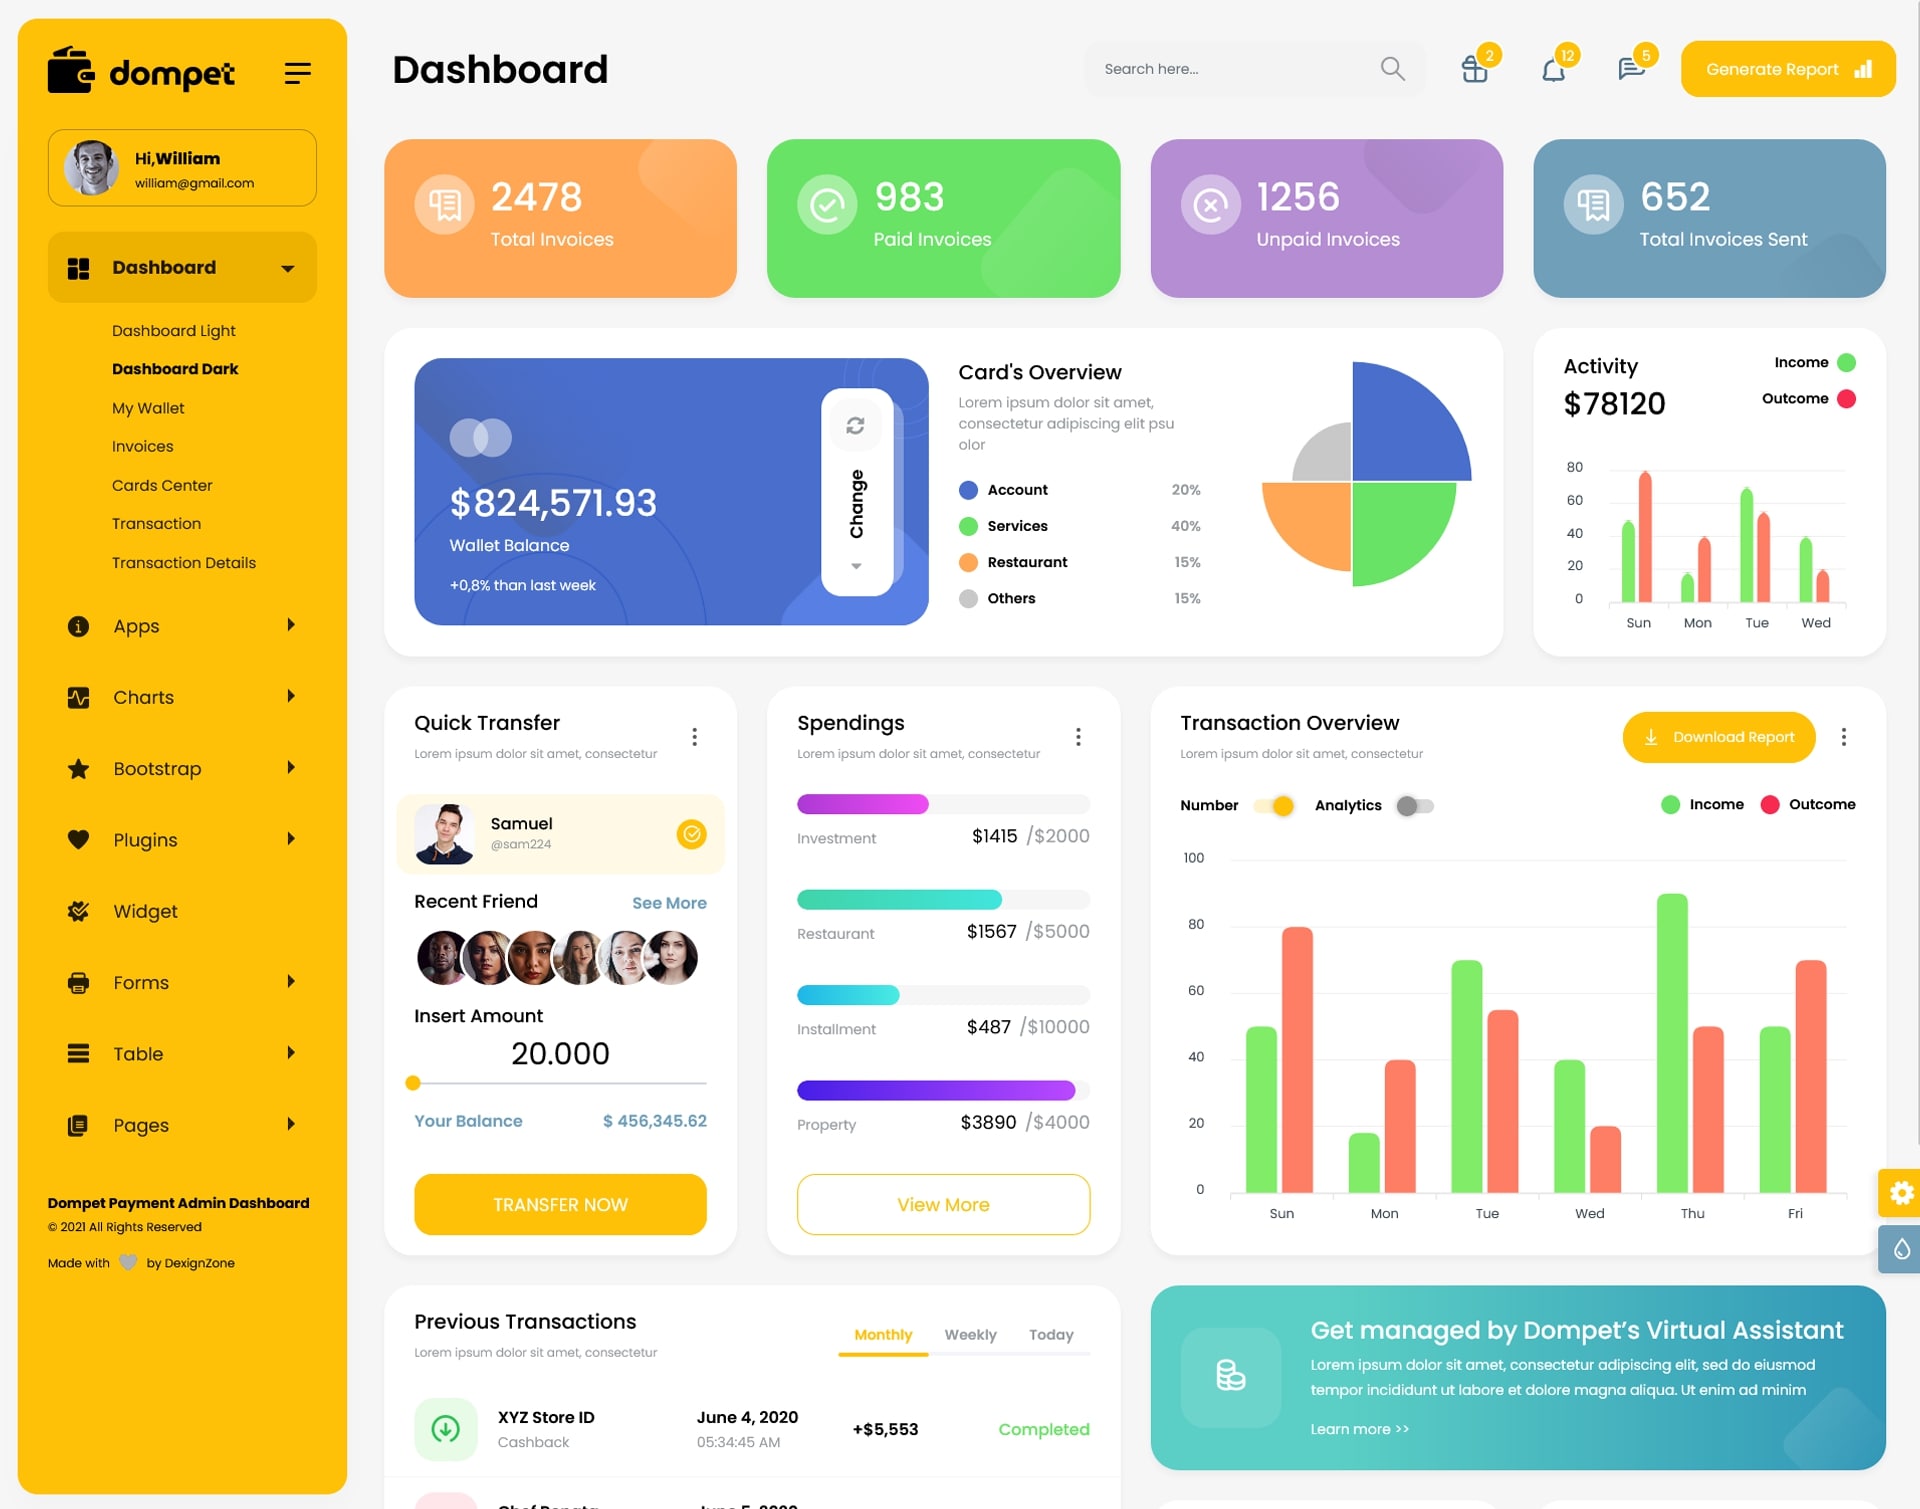 dompet
Hi,William
william@gmail.com
Dashboard
Dashboard Light
Dashboard Dark
My Wallet
Invoices
Cards Center
Transaction
Transaction Details
Apps
Charts
Bootstrap
Plugins
Widget
Forms
Table
Pages
Dompet Payment Admin Dashboard
© 2021 All Rights Reserved
Made with by DexignZone
Dashboard
Search here...
2
12
5
Generate Report
2478
Total Invoices
983
Paid Invoices
1256
Unpaid Invoices
652
Total Invoices Sent
$824,571.93
Wallet Balance
+0,8% than last week
Change
Card's Overview
Lorem ipsum dolor sit amet,
consectetur adipiscing elit psu
olor
Account 20%
Services 40%
Restaurant 15%
Others 15%
Activity
$78120
Income
Outcome
80
60
40
20
0
Sun Mon Tue Wed
Quick Transfer
Lorem ipsum dolor sit amet, consectetur
Samuel
@sam224
Recent Friend See More
Insert Amount
20.000
Your Balance $ 456,345.62
TRANSFER NOW
Spendings
Lorem ipsum dolor sit amet, consectetur
Investment $1415 /$2000
Restaurant $1567 /$5000
Installment $487 /$10000
Property $3890 /$4000
View More
Transaction Overview
Lorem ipsum dolor sit amet, consectetur
Download Report
Number Analytics Income Outcome
100
80
60
40
20
0
Sun Mon Tue Wed Thu Fri
Previous Transactions
Lorem ipsum dolor sit amet, consectetur
Monthly Weekly Today
XYZ Store ID June 4, 2020 +$5,553 Completed
Cashback 05:34:45 AM
June 5, 2020
Get managed by Dompet’s Virtual Assistant
Lorem ipsum dolor sit amet, consectetur adipiscing elit, sed do eiusmod
tempor incididunt ut labore et dolore magna aliqua. Ut enim ad minim
Learn more >>